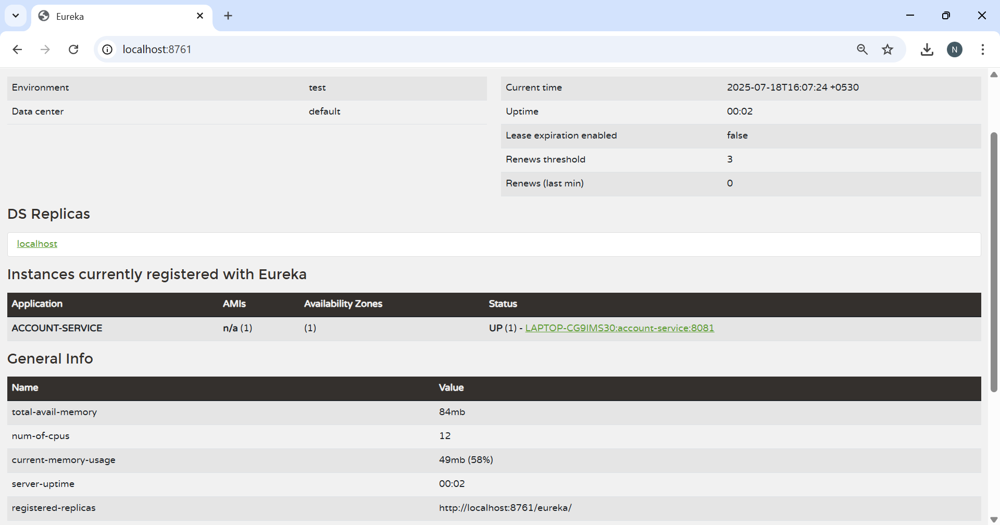 Eureka
localhost:8761
N
Environment test
Data center default
Current time 2025-07-18T16:07:24 +0530
Uptime 00:02
Lease expiration enabled false
Renews threshold 3
Renews (last min) 0
DS Replicas
localhost
Instances currently registered with Eureka
Application AMIs Availability Zones Status
ACCOUNT-SERVICE n/a (1) (1) UP (1) - LAPTOP-CG9IMS30:account-service:8081
General Info
Name Value
total-avail-memory 84mb
num-of-cpus 12
current-memory-usage 49mb (58%)
server-uptime 00:02
registered-replicas http://localhost:8761/eureka/